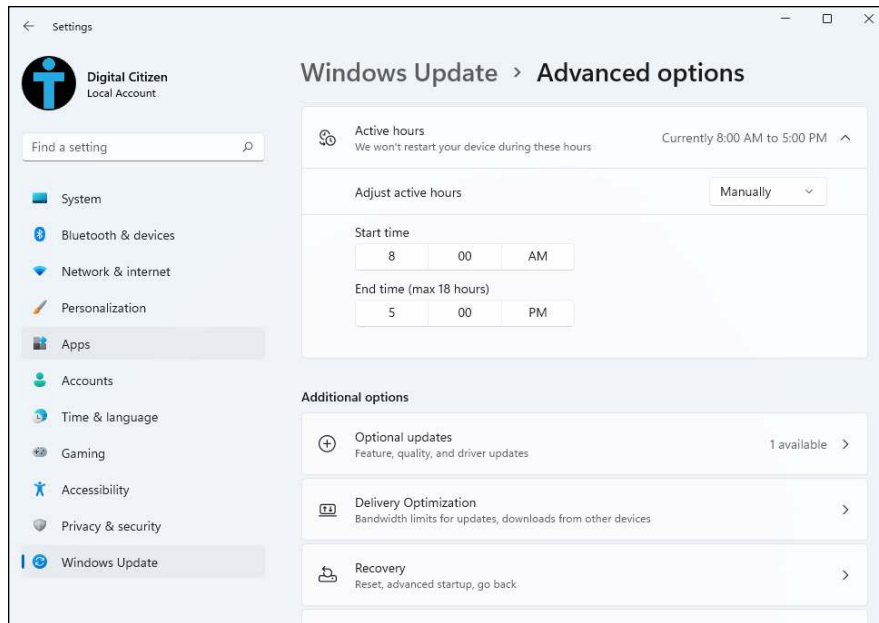 Settings
Digital Citizen
Local Account
Find a setting
System
Bluetooth & devices
Network & internet
Personalization
Apps
Accounts
Time & language
Gaming
Accessibility
Privacy & security
Windows Update
Windows Update > Advanced options
Active hours
We won't restart your device during these hours
Currently 8:00 AM to 5:00 PM
Adjust active hours
Manually
Start time
8 00 AM
End time (max 18 hours)
5 00 PM
Additional options
Optional updates
Feature, quality, and driver updates
1 available
Delivery Optimization
Bandwidth limits for updates, downloads from other devices
Recovery
Reset, advanced startup, go back